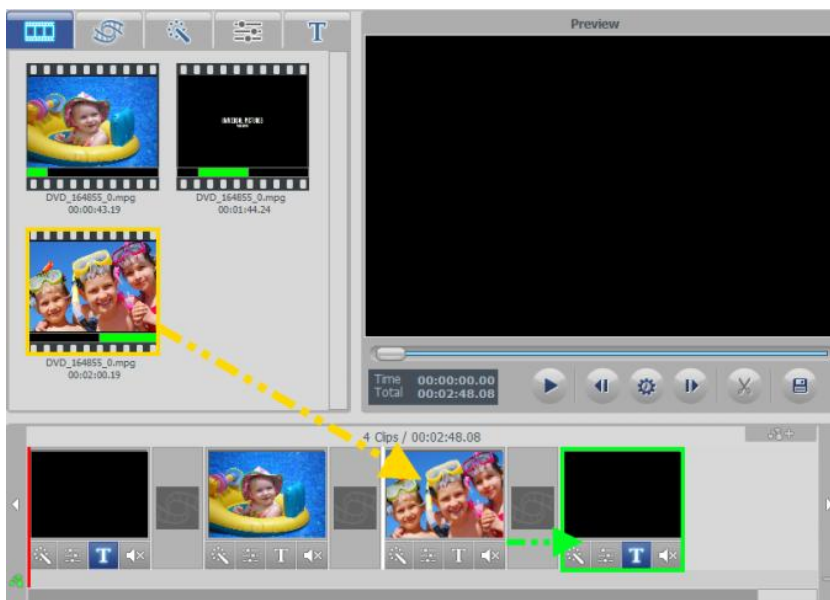 T
Preview
DVD_164855_0.mpg
00:00:43.19
DVD_164855_0.mpg
00:01:44.24
DVD_164855_0.mpg
00:02:00.19
Time 00:00:00.00
Total 00:02:48.08
4 Clips / 00:02:48.08
T
T
T
T